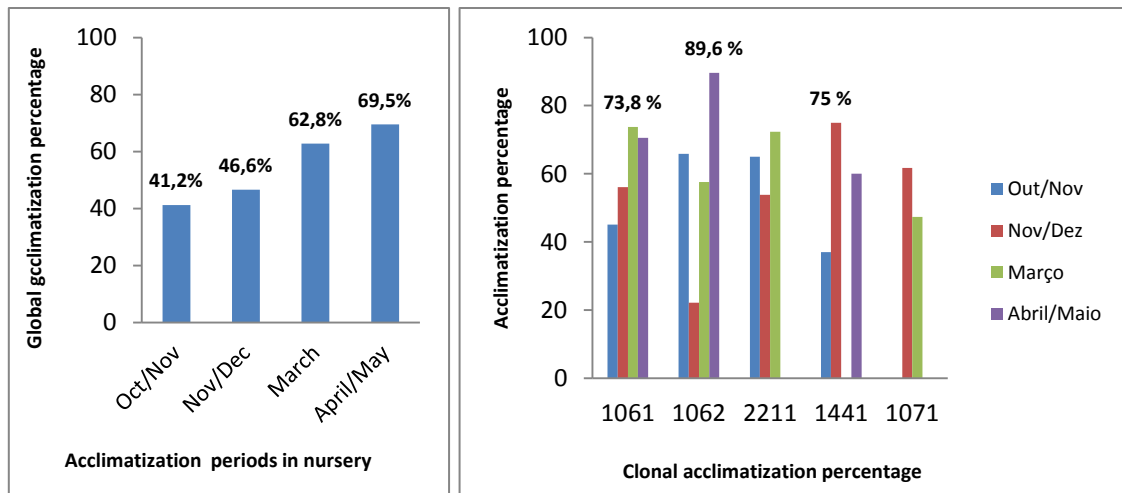 Global gcclimatization percentage
100
80
60
40
20
0
41,2%
46,6%
62,8%
69,5%
Oct/Nov
Nov/Dec
March
April/May
Acclimatization periods in nursery
Acclimatization percentage
100
80
60
40
20
0
73,8 %
89,6 %
75 %
1061
1062
2211
1441
1071
Clonal acclimatization percentage
Out/Nov
Nov/Dez
Março
Abril/Maio